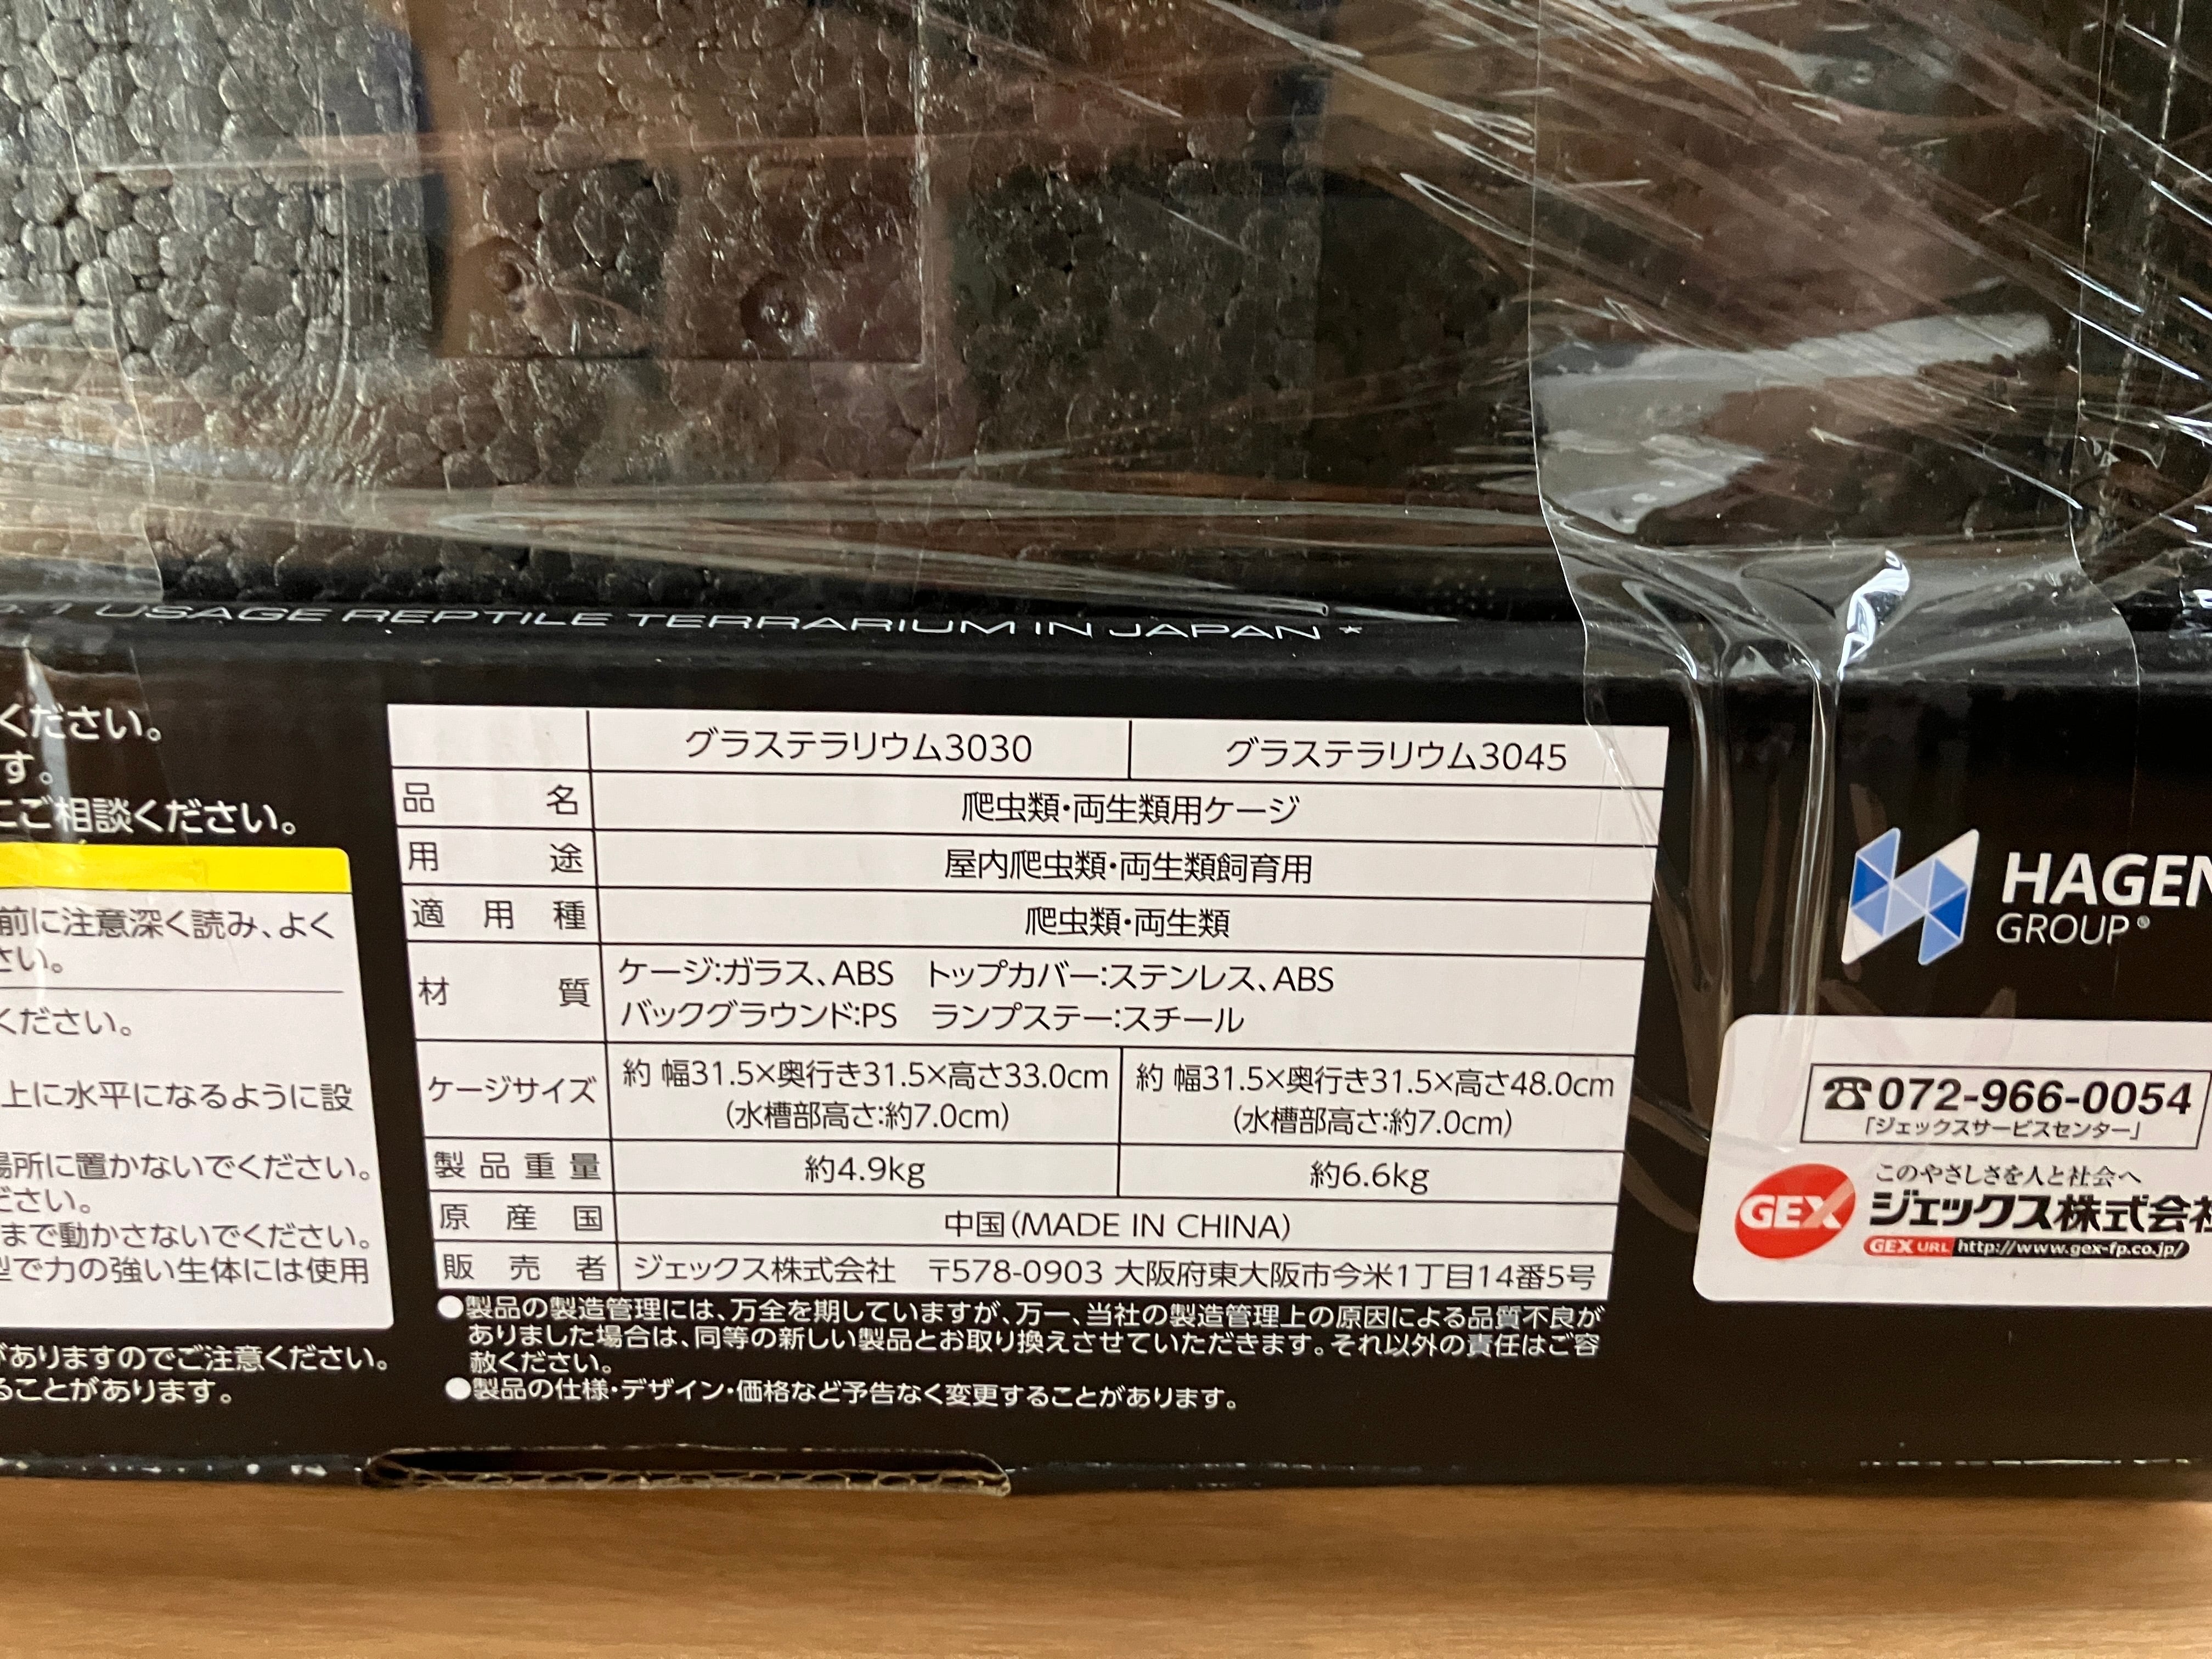 USAGE REPTILE TERRARIUM IN JAPAN *
ください。
す。
ご相談ください。
前に注意深く読み、よく
さい。
ください。
上に水平になるように設
場所に置かないでください。
ださい。
まで動かさないでください。
型で力の強い生体には使用
がありますのでご注意ください。
ることがあります。
グラステラリウム3030 グラステラリウム3045
品名 爬虫類・両生類用ケージ
用途 屋内爬虫類・両生類飼育用
適用種 爬虫類・両生類
材質 ケージ:ガラス、ABS トップカバー:ステンレス、ABS
バックグラウンド:PS ランプステー:スチール
ケージサイズ 約 幅31.5×奥行き31.5×高さ33.0cm 約 幅31.5×奥行き31.5×高さ48.0cm
(水槽部高さ:約7.0cm) (水槽部高さ:約7.0cm)
製品重量 約4.9kg 約6.6kg
原産国 中国(MADE IN CHINA)
販売者 ジェックス株式会社 〒578-0903 大阪府東大阪市今米1丁目14番5号
●製品の製造管理には、万全を期していますが、万一、当社の製造管理上の原因による品質不良が
ありました場合は、同等の新しい製品とお取り換えさせていただきます。それ以外の責任はご容
赦ください。
●製品の仕様・デザイン・価格など予告なく変更することがあります。
HAGEN
GROUP®
☎072-966-0054
「ジェックスサービスセンター」
このやさしさを人と社会へ
GEX ジェックス株式会社
GEX URL http://www.gex-fp.co.jp/